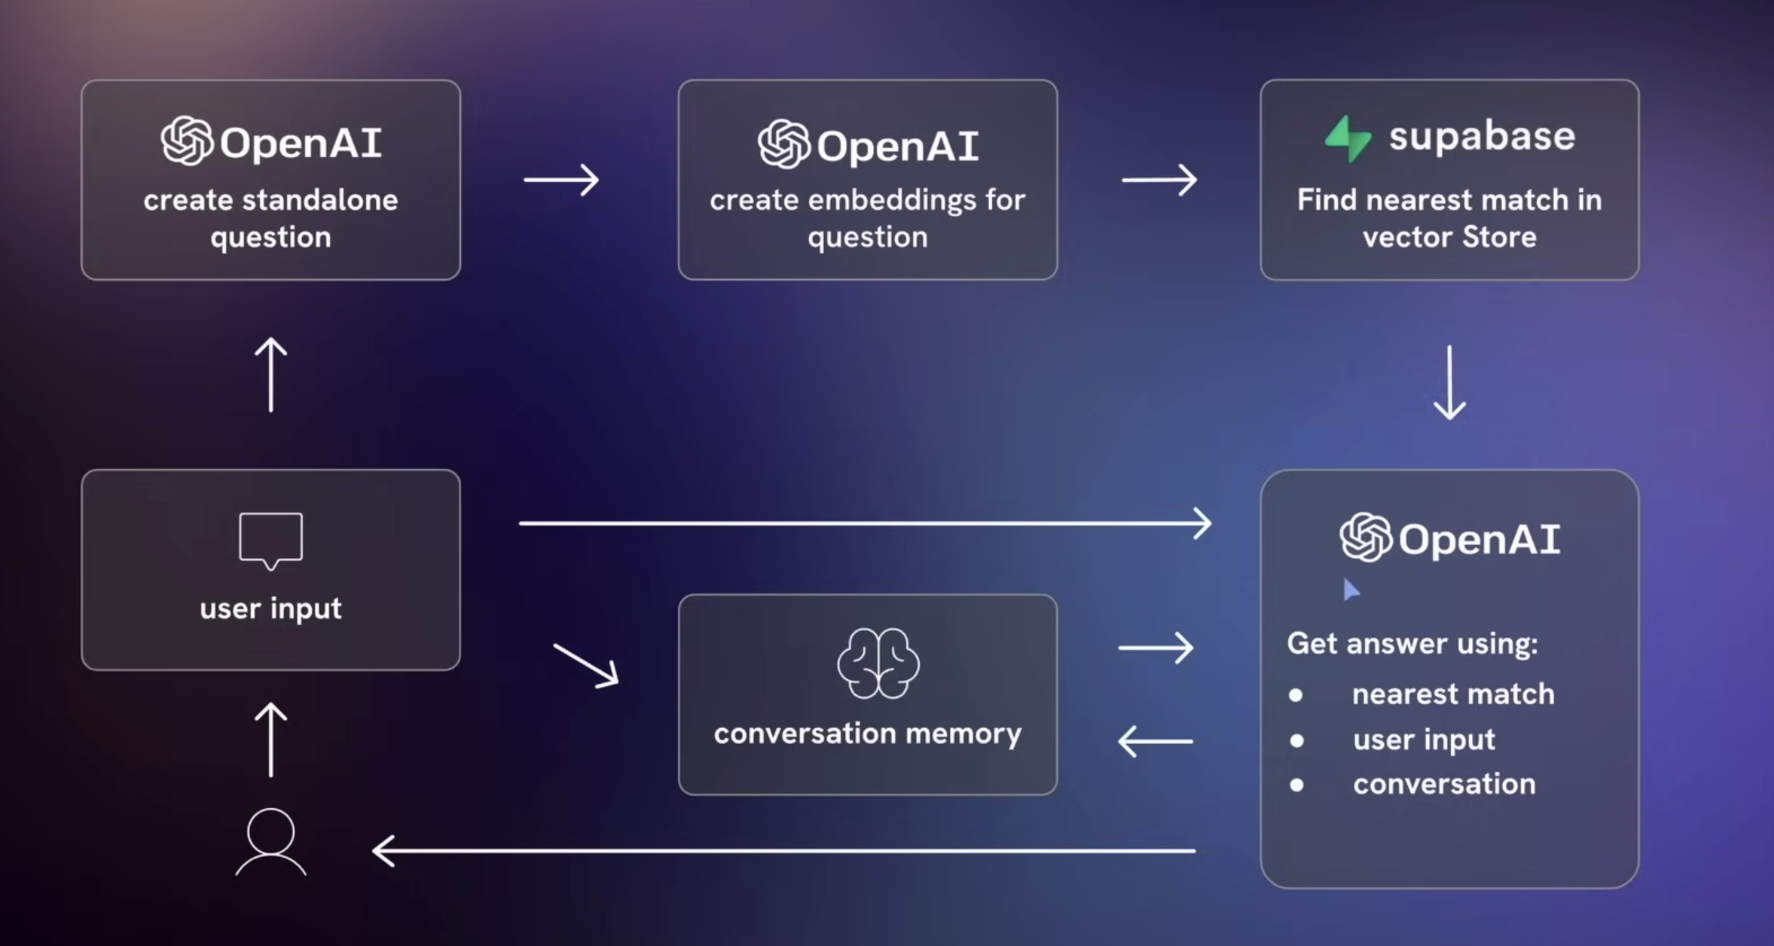 OpenAI
create standalone
question
OpenAI
create embeddings for
question
supabase
Find nearest match in
vector Store
user input
conversation memory
OpenAI
Get answer using:
● nearest match
● user input
● conversation